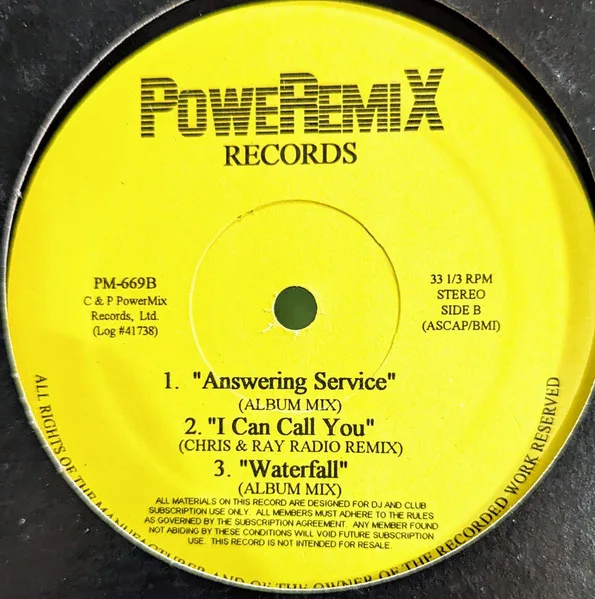 POWEREMIX
RECORDS
PM-669B
C & P PowerMix
Records, Ltd.
(Log #41738)
33 1/3 RPM
STEREO
SIDE B
(ASCAP/BMI)
1. "Answering Service"
(ALBUM MIX)
2. "I Can Call You"
(CHRIS & RAY RADIO REMIX)
3. "Waterfall"
(ALBUM MIX)
ALL MATERIALS ON THIS RECORD ARE DESIGNED FOR DJ AND CLUB
SUBSCRIPTION USE ONLY. ALL MEMBERS MUST ADHERE TO THE RULES
AS GOVERNED BY THE SUBSCRIPTION AGREEMENT. ANY MEMBER FOUND
NOT ABIDING BY THESE CONDITIONS WILL VOID FUTURE SUBSCRIPTION
USE. THIS RECORD IS NOT INTENDED FOR RESALE.
ALL RIGHTS OF THE MANUFACTURER AND OF THE OWNER OF THE RECORDED WORK RESERVED